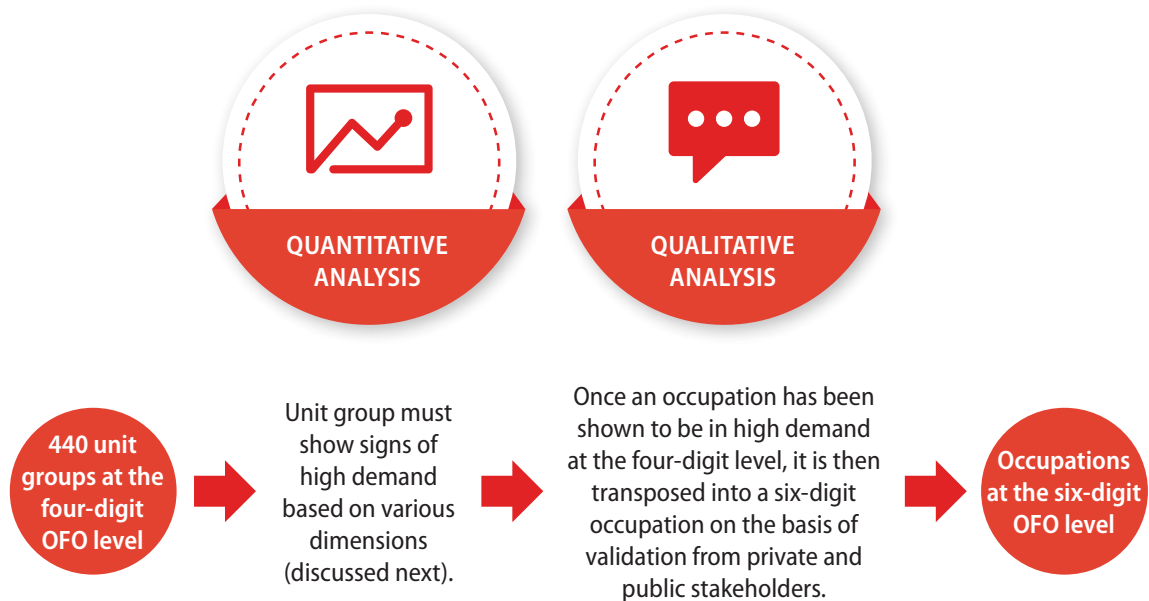 QUANTITATIVE
ANALYSIS
QUALITATIVE
ANALYSIS
440 unit
groups at the
four-digit
OFO level
Unit group must
show signs of
high demand
based on various
dimensions
(discussed next).
Once an occupation has been
shown to be in high demand
at the four-digit level, it is then
transposed into a six-digit
occupation on the basis of
validation from private and
public stakeholders.
Occupations
at the six-digit
OFO level